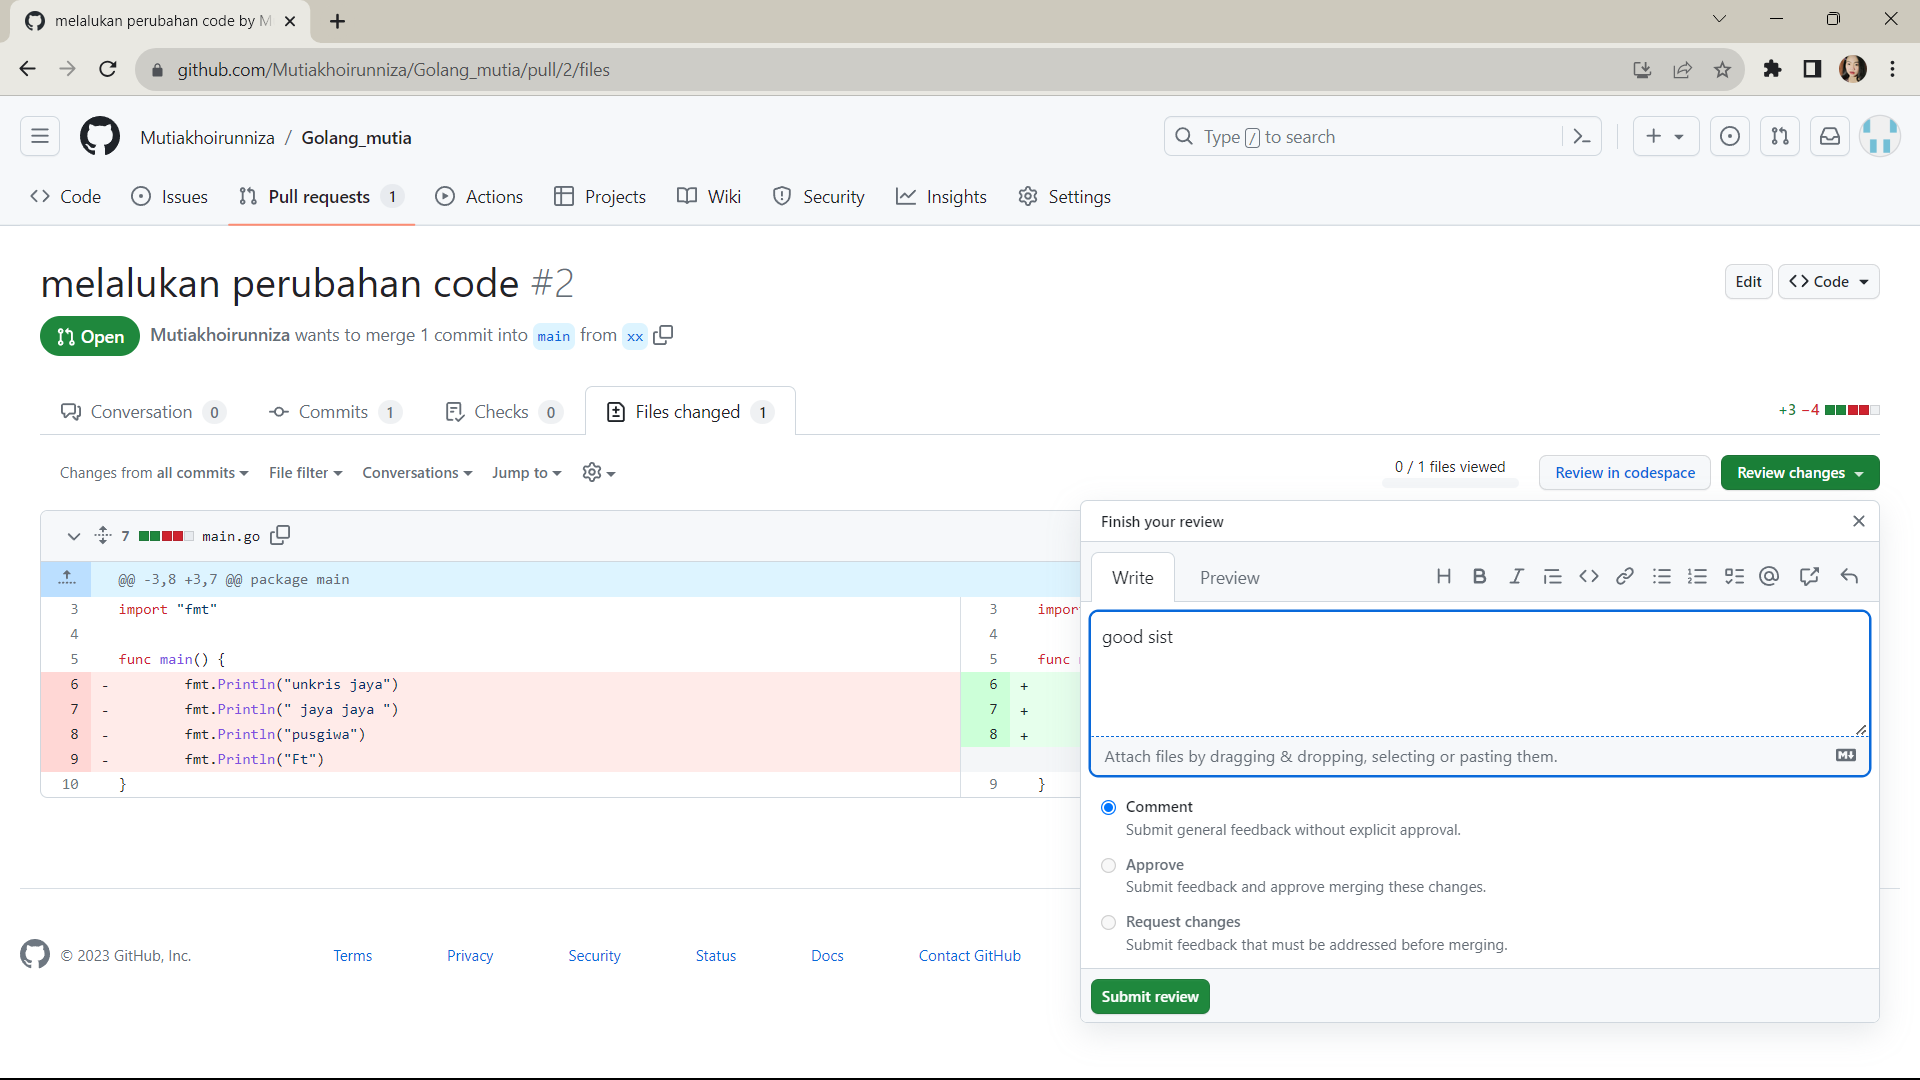 melalukan perubahan code by M
github.com/Mutiakhoirunniza/Golang_mutia/pull/2/files
Mutiakhoirunniza / Golang_mutia
Type / to search
Code Issues Pull requests 1 Actions Projects Wiki Security Insights Settings
melalukan perubahan code #2
Edit <> Code
Open Mutiakhoirunniza wants to merge 1 commit into main from xx
Conversation 0 Commits 1 Checks 0 Files changed 1
+3 −4
Changes from all commits File filter Conversations Jump to
0 / 1 files viewed Review in codespace Review changes
7 main.go
@@ -3,8 +3,7 @@ package main
3 import "fmt"
4
5 func main() {
6 - fmt.Println("unkris jaya")
7 - fmt.Println(" jaya jaya ")
8 - fmt.Println("pusgiwa")
9 - fmt.Println("Ft")
10 }
3 impor
4
5 func
6 +
7 +
8 +
9 }
Finish your review
Write Preview
good sist
Attach files by dragging & dropping, selecting or pasting them.
Comment
Submit general feedback without explicit approval.
Approve
Submit feedback and approve merging these changes.
Request changes
Submit feedback that must be addressed before merging.
Submit review
© 2023 GitHub, Inc. Terms Privacy Security Status Docs Contact GitHub